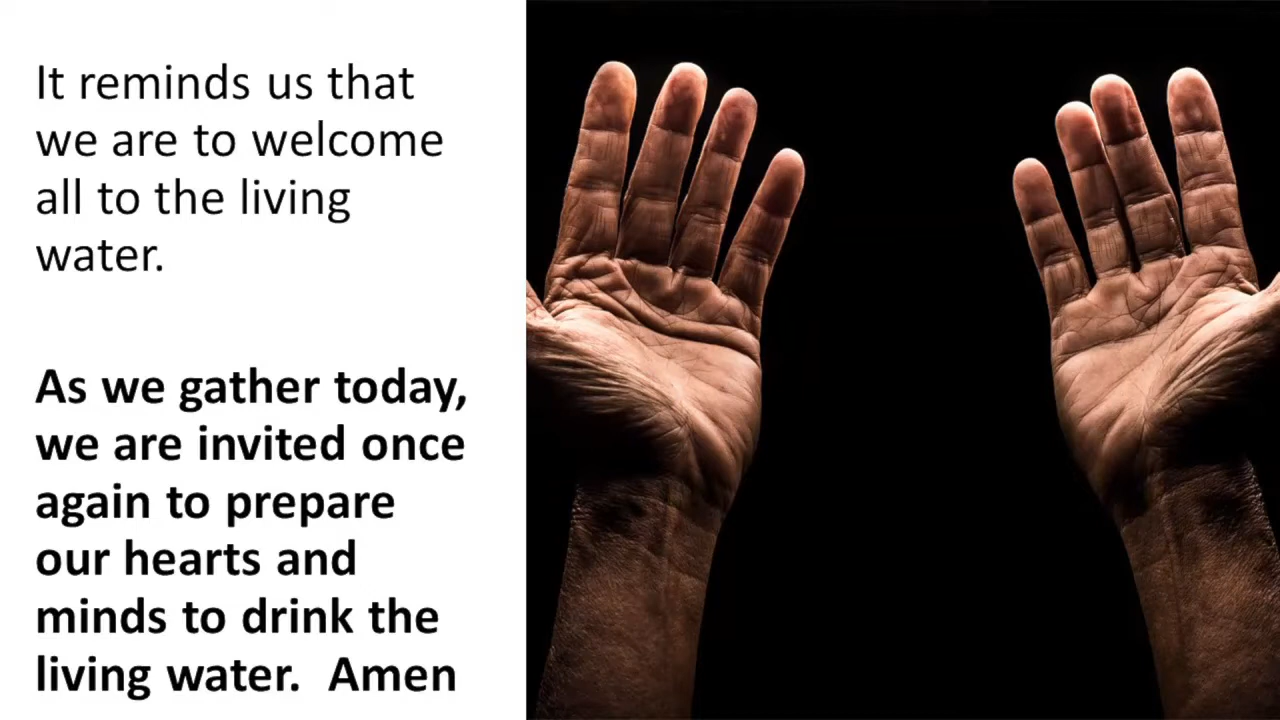 It reminds us that
we are to welcome
all to the living
water.
As we gather today,
we are invited once
again to prepare
our hearts and
minds to drink the
living water.  Amen